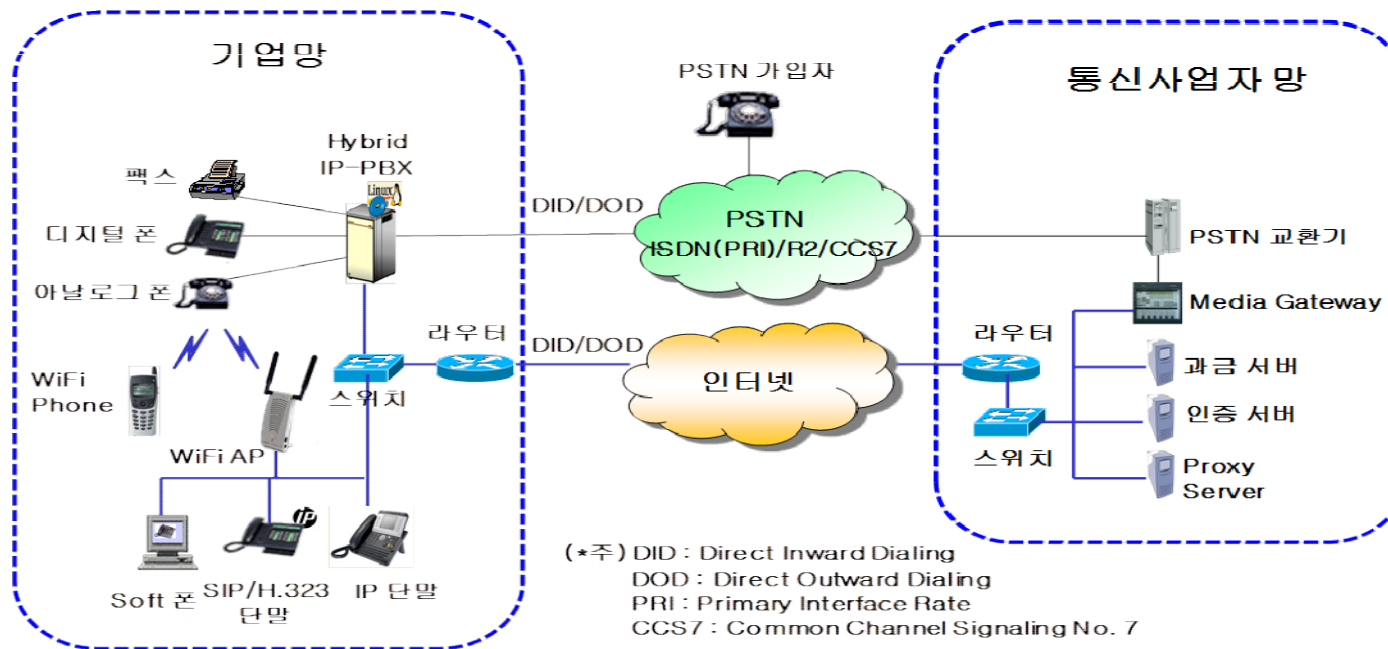 기업망
PSTN 가입자
통신사업자망
Hybrid
IP-PBX
Linux
팩스
디지털 폰
아날로그 폰
DID/DOD
PSTN
ISDN(PRI)/R2/CCS7
PSTN 교환기
Media Gateway
라우터
DID/DOD
인터넷
라우터
과금 서버
WiFi
Phone
스위치
인증 서버
WiFi AP
스위치
Proxy
Server
IP
Soft 폰
SIP/H.323
단말
IP 단말
(*주) DID : Direct Inward Dialing
DOD : Direct Outward Dialing
PRI : Primary Interface Rate
CCS7 : Common Channel Signaling No. 7